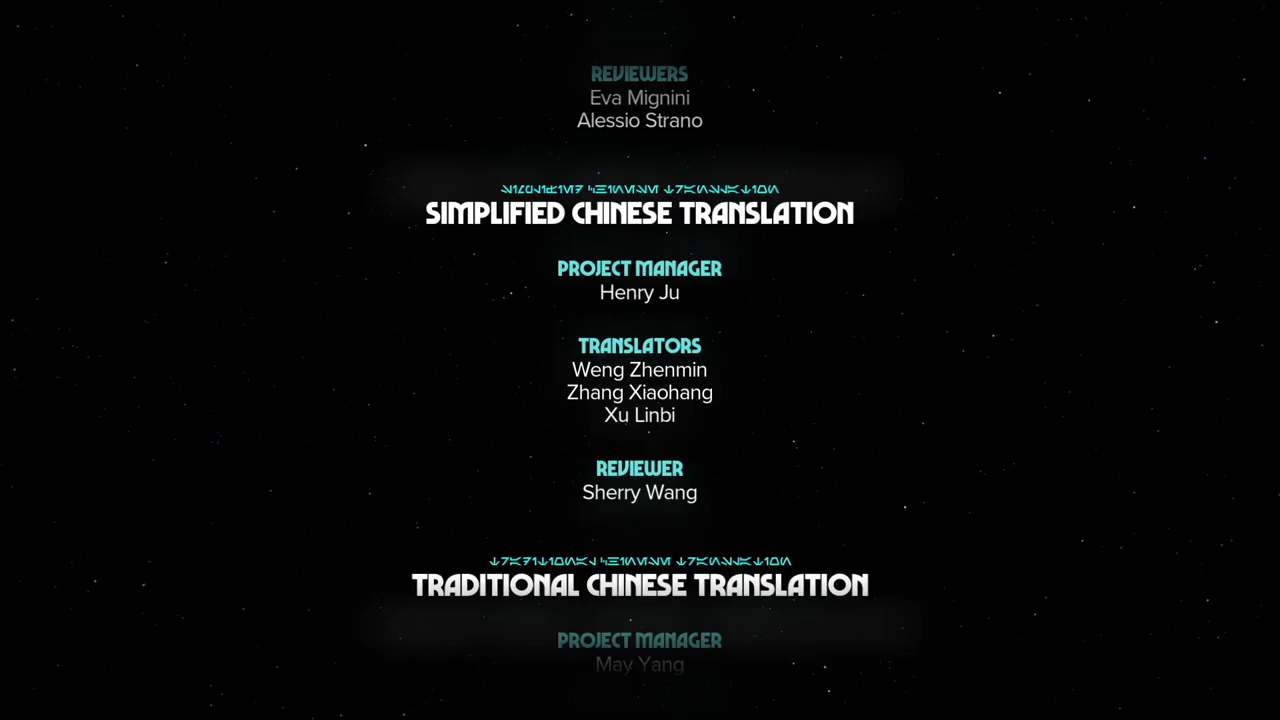 REVIEWERS
Eva Mignini
Alessio Strano
SIMPLIFIED CHINESE TRANSLATION
PROJECT MANAGER
Henry Ju
TRANSLATORS
Weng Zhenmin
Zhang Xiaohang
Xu Linbi
REVIEWER
Sherry Wang
TRADITIONAL CHINESE TRANSLATION
PROJECT MANAGER
May Yang